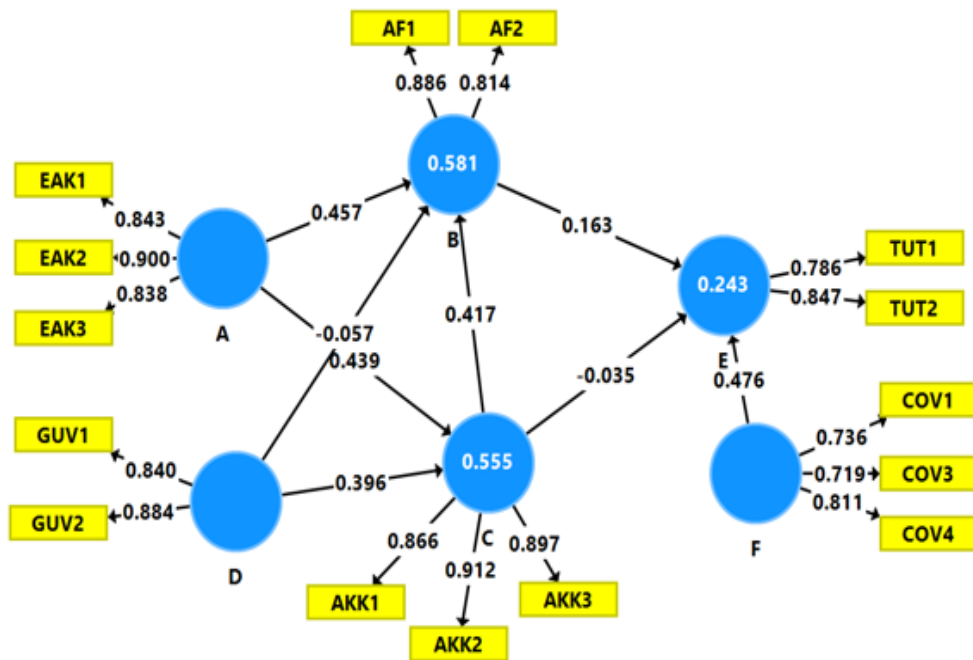 AF1
AF2
0.886
0.814
0.581
B
EAK1
EAK2
EAK3
0.843
0.900
0.838
A
0.457
0.163
-0.057
0.439
0.417
0.243
E
TUT1
TUT2
0.786
0.847
-0.035
0.476
GUV1
GUV2
0.840
0.884
D
0.396
0.555
C
0.866
0.912
0.897
AKK1
AKK2
AKK3
F
0.736
0.719
0.811
COV1
COV3
COV4